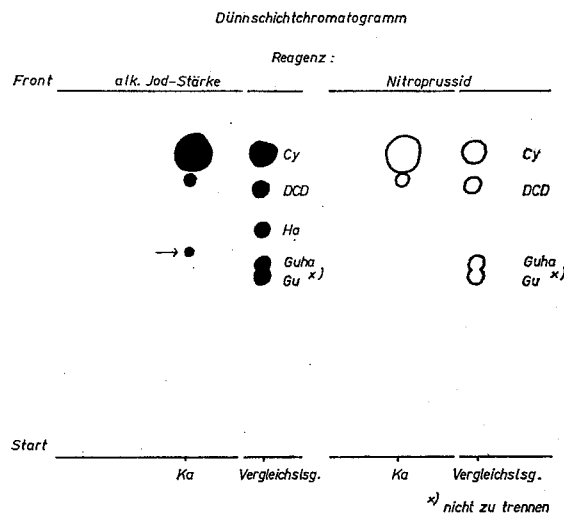 Dünnschichtchromatogramm
Reagenz :
Front alk. Jod-Stärke Nitroprussid
Cy Cy
DCD DCD
Ha
→ Guha Guha
Gu x) Gu x)
Start
Ka Vergleichslsg. Ka Vergleichslsg.
x) nicht zu trennen